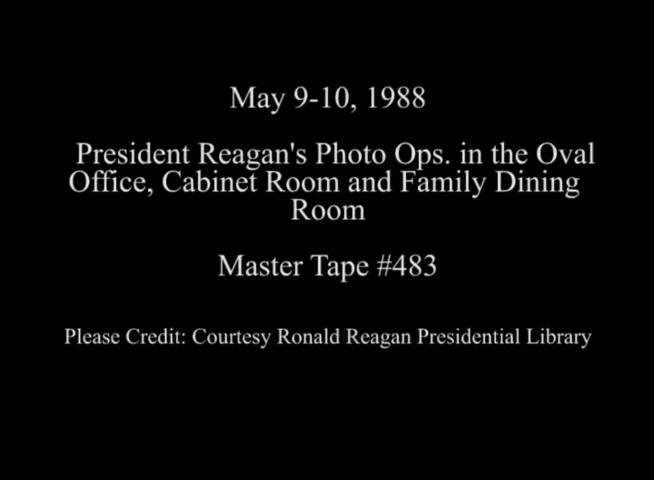 May 9-10, 1988
President Reagan's Photo Ops. in the Oval
Office, Cabinet Room and Family Dining
Room
Master Tape #483
Please Credit: Courtesy Ronald Reagan Presidential Library